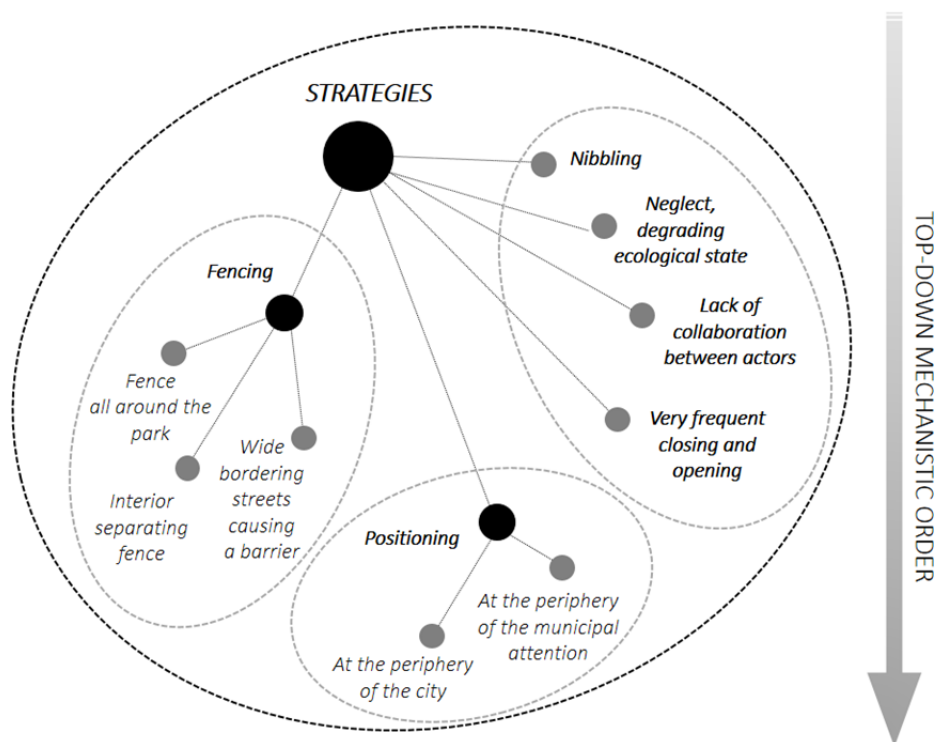 STRATEGIES
Nibbling
Neglect,
degrading
ecological state
Fencing
Lack of
collaboration
between actors
Fence
all around the
park
Very frequent
closing and
opening
Wide
bordering
streets
causing
a barrier
Interior
separating
fence
Positioning
At the periphery
of the municipal
attention
At the periphery
of the city
TOP-DOWN MECHANISTIC ORDER